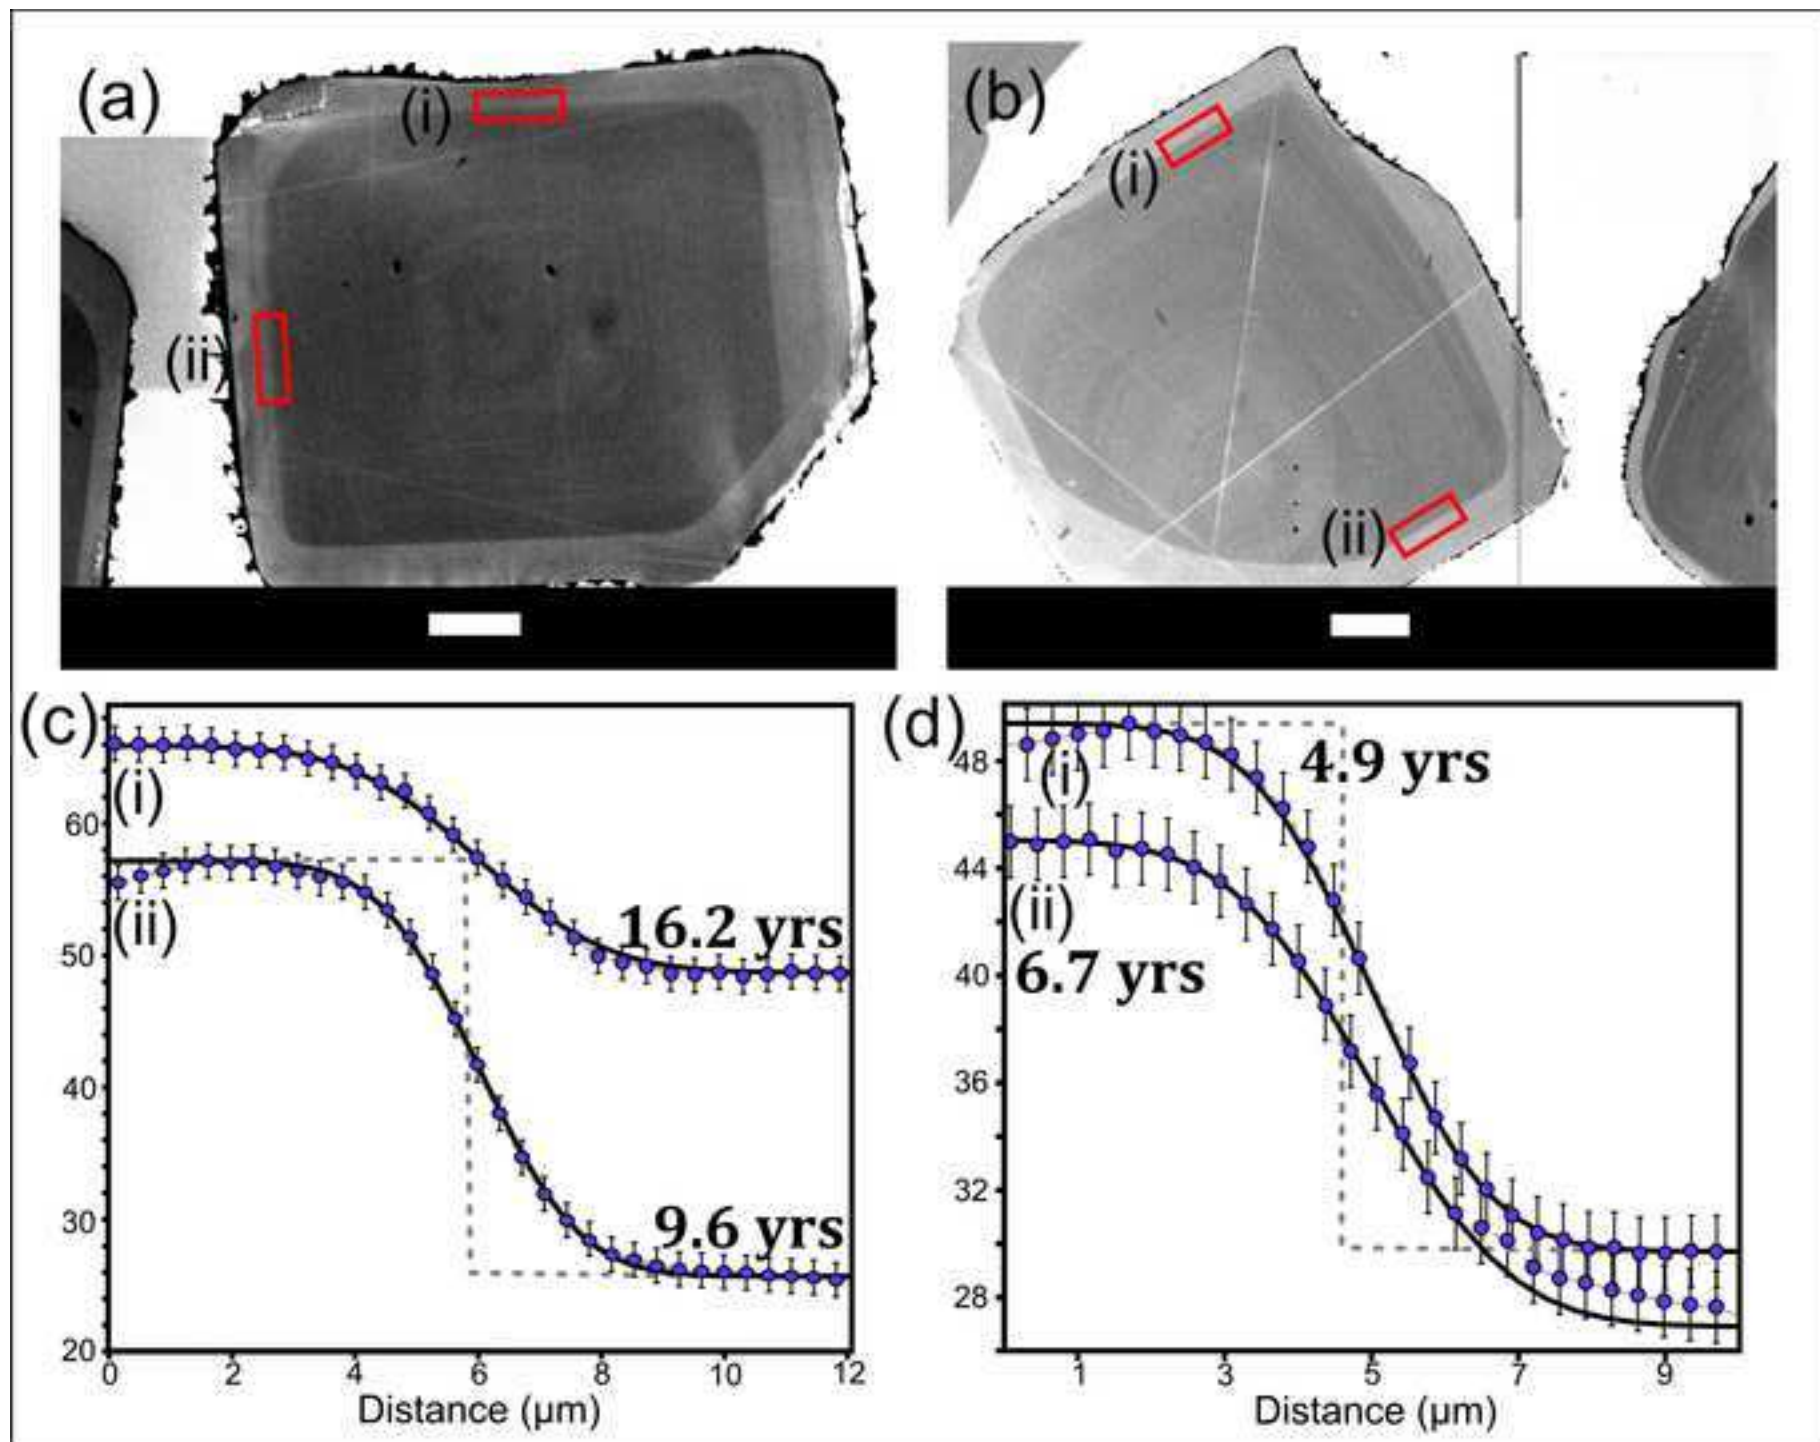 (a)
(i)
(ii)
(b)
(i)
(ii)
(c)
(i)
(ii)
16.2 yrs
9.6 yrs
60
50
40
30
20
0 2 4 6 8 10 12
Distance (µm)
(d)
4.9 yrs
(i)
(ii)
6.7 yrs
48
44
40
36
32
28
1 3 5 7 9
Distance (µm)